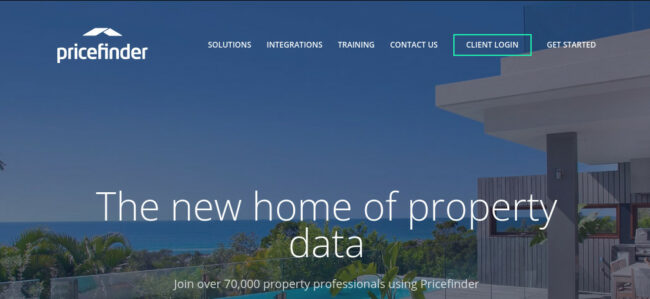 pricefinder
SOLUTIONS INTEGRATIONS TRAINING CONTACT US CLIENT LOGIN GET STARTED
The new home of property
data
Join over 70,000 property professionals using Pricefinder